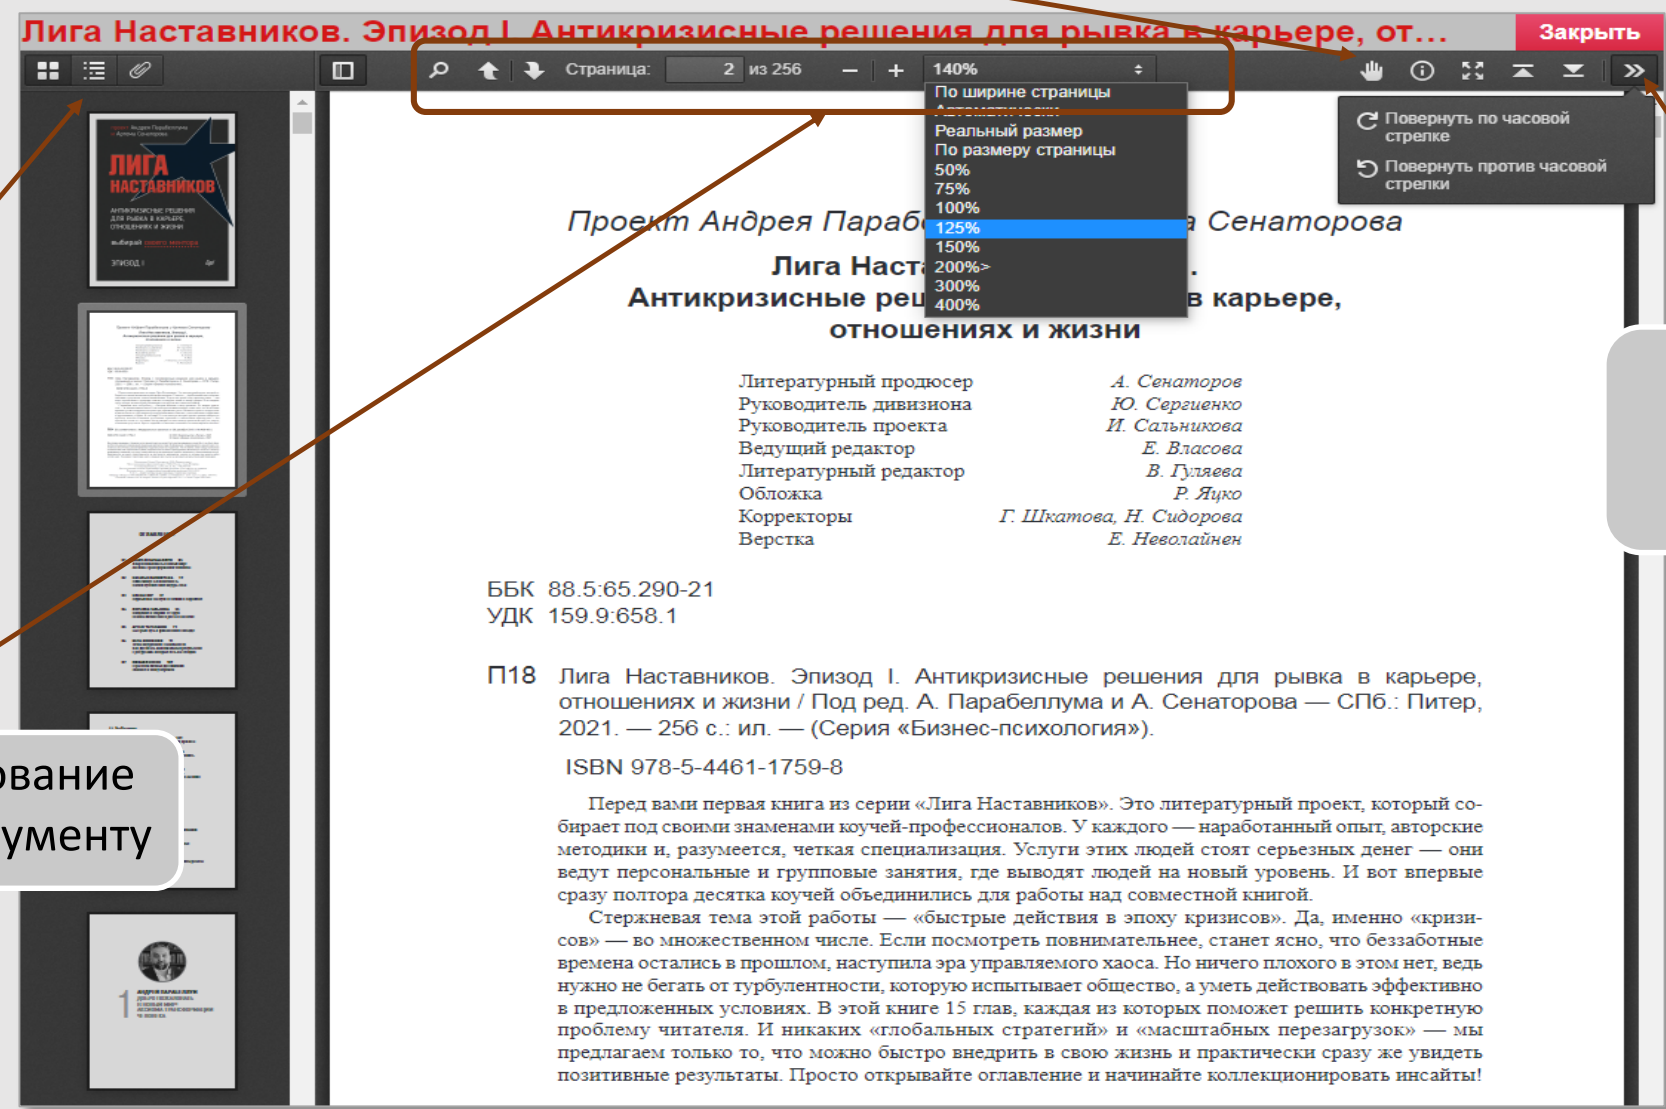 Лига Наставников. Эпизод I. Антикризисные решения для рывка в карьере, от...
Закрыть
Страница: 2 из 256
140%
По ширине страницы
Автоматически
Реальный размер
По размеру страницы
50%
75%
100%
125%
150%
200%>
300%
400%
Повернуть по часовой
стрелке
Повернуть против часовой
стрелки
ЛИГА
НАСТАВНИКОВ
АНТИКРИЗИСНЫЕ РЕШЕНИЯ
ДЛЯ РЫВКА В КАРЬЕРЕ,
ОТНОШЕНИЯХ И ЖИЗНИ
ЭПИЗОД I
ование
ументу
1
Проект Андрея Параб
а Сенаторова
Лига Наст
.
Антикризисные ре
в карьере,
отношениях и жизни
Литературный продюсер А. Сенаторов
Руководитель дивизиона Ю. Сергиенко
Руководитель проекта И. Сальникова
Ведущий редактор Е. Власова
Литературный редактор В. Гуляева
Обложка Р. Яцко
Корректоры Г. Шкатова, Н. Сидорова
Верстка Е. Неволайнен
ББК 88.5:65.290-21
УДК 159.9:658.1
П18 Лига Наставников. Эпизод I. Антикризисные решения для рывка в карьере,
отношениях и жизни / Под ред. А. Парабеллума и А. Сенаторова — СПб.: Питер,
2021. — 256 с.: ил. — (Серия «Бизнес-психология»).
ISBN 978-5-4461-1759-8
Перед вами первая книга из серии «Лига Наставников». Это литературный проект, который со-
бирает под своими знаменами коучей-профессионалов. У каждого — наработанный опыт, авторские
методики и, разумеется, четкая специализация. Услуги этих людей стоят серьезных денег — они
ведут персональные и групповые занятия, где выводят людей на новый уровень. И вот впервые
сразу полтора десятка коучей объединились для работы над совместной книгой.
Стержневая тема этой работы — «быстрые действия в эпоху кризисов». Да, именно «кризи-
сов» — во множественном числе. Если посмотреть повнимательнее, станет ясно, что беззаботные
времена остались в прошлом, наступила эра управляемого хаоса. Но ничего плохого в этом нет, ведь
нужно не бегать от турбулентности, которую испытывает общество, а уметь действовать эффективно
в предложенных условиях. В этой книге 15 глав, каждая из которых поможет решить конкретную
проблему читателя. И никаких «глобальных стратегий» и «масштабных перезагрузок» — мы
предлагаем только то, что можно быстро внедрить в свою жизнь и практически сразу же увидеть
позитивные результаты. Просто открывайте оглавление и начинайте коллекционировать инсайты!